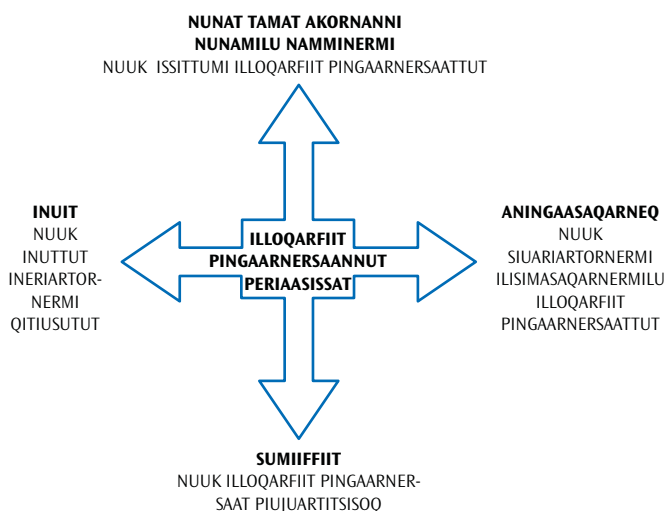 NUNAT TAMAT AKORNANNI
NUNAMILU NAMMINERMI
NUUK ISSITTUMI ILLOQARFIIT PINGAARNERSAATTUT
INUIT
NUUK
INUTTUT
INERIARTOR-
NERMI
QITIUSUTUT
ILLOQARFIIT
PINGAARNERSAANNUT
PERIAASISSAT
ANINGAASAQARNEQ
NUUK
SIUARIARTORNERMI
ILISIMASAQARNERMILU
ILLOQARFIIT
PINGAARNERSAATTUT
SUMIIFFIIT
NUUK ILLOQARFIIT PINGAARNER-
SAAT PIUJUARTITSISOQ